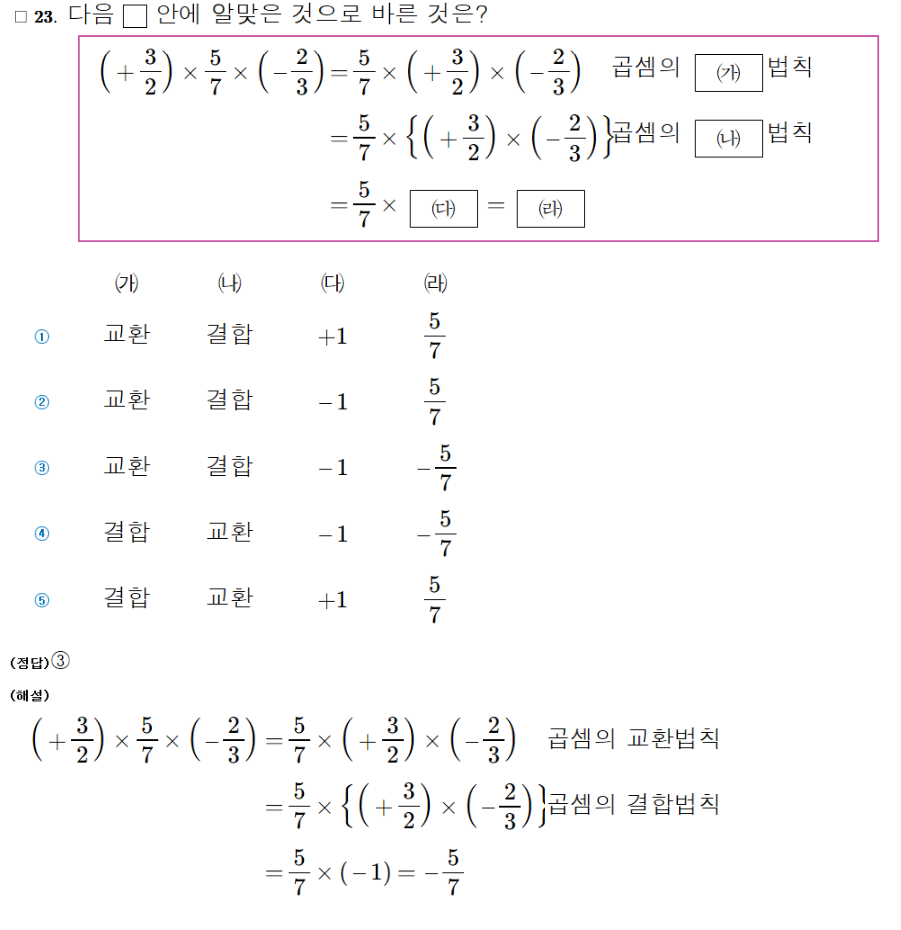 □ 23. 다음 □ 안에 알맞은 것으로 바른 것은?
(+3/2) × 5/7 × (−2/3) = 5/7 × (+3/2) × (−2/3) 곱셈의 ㈎ 법칙
= 5/7 × {(+3/2) × (−2/3)} 곱셈의 ㈏ 법칙
= 5/7 × ㈐ = ㈑
㈎ ㈏ ㈐ ㈑
① 교환 결합 +1 5/7
② 교환 결합 −1 5/7
③ 교환 결합 −1 −5/7
④ 결합 교환 −1 −5/7
⑤ 결합 교환 +1 5/7
(정답)③
(해설)
(+3/2) × 5/7 × (−2/3) = 5/7 × (+3/2) × (−2/3) 곱셈의 교환법칙
= 5/7 × {(+3/2) × (−2/3)} 곱셈의 결합법칙
= 5/7 × (−1) = −5/7